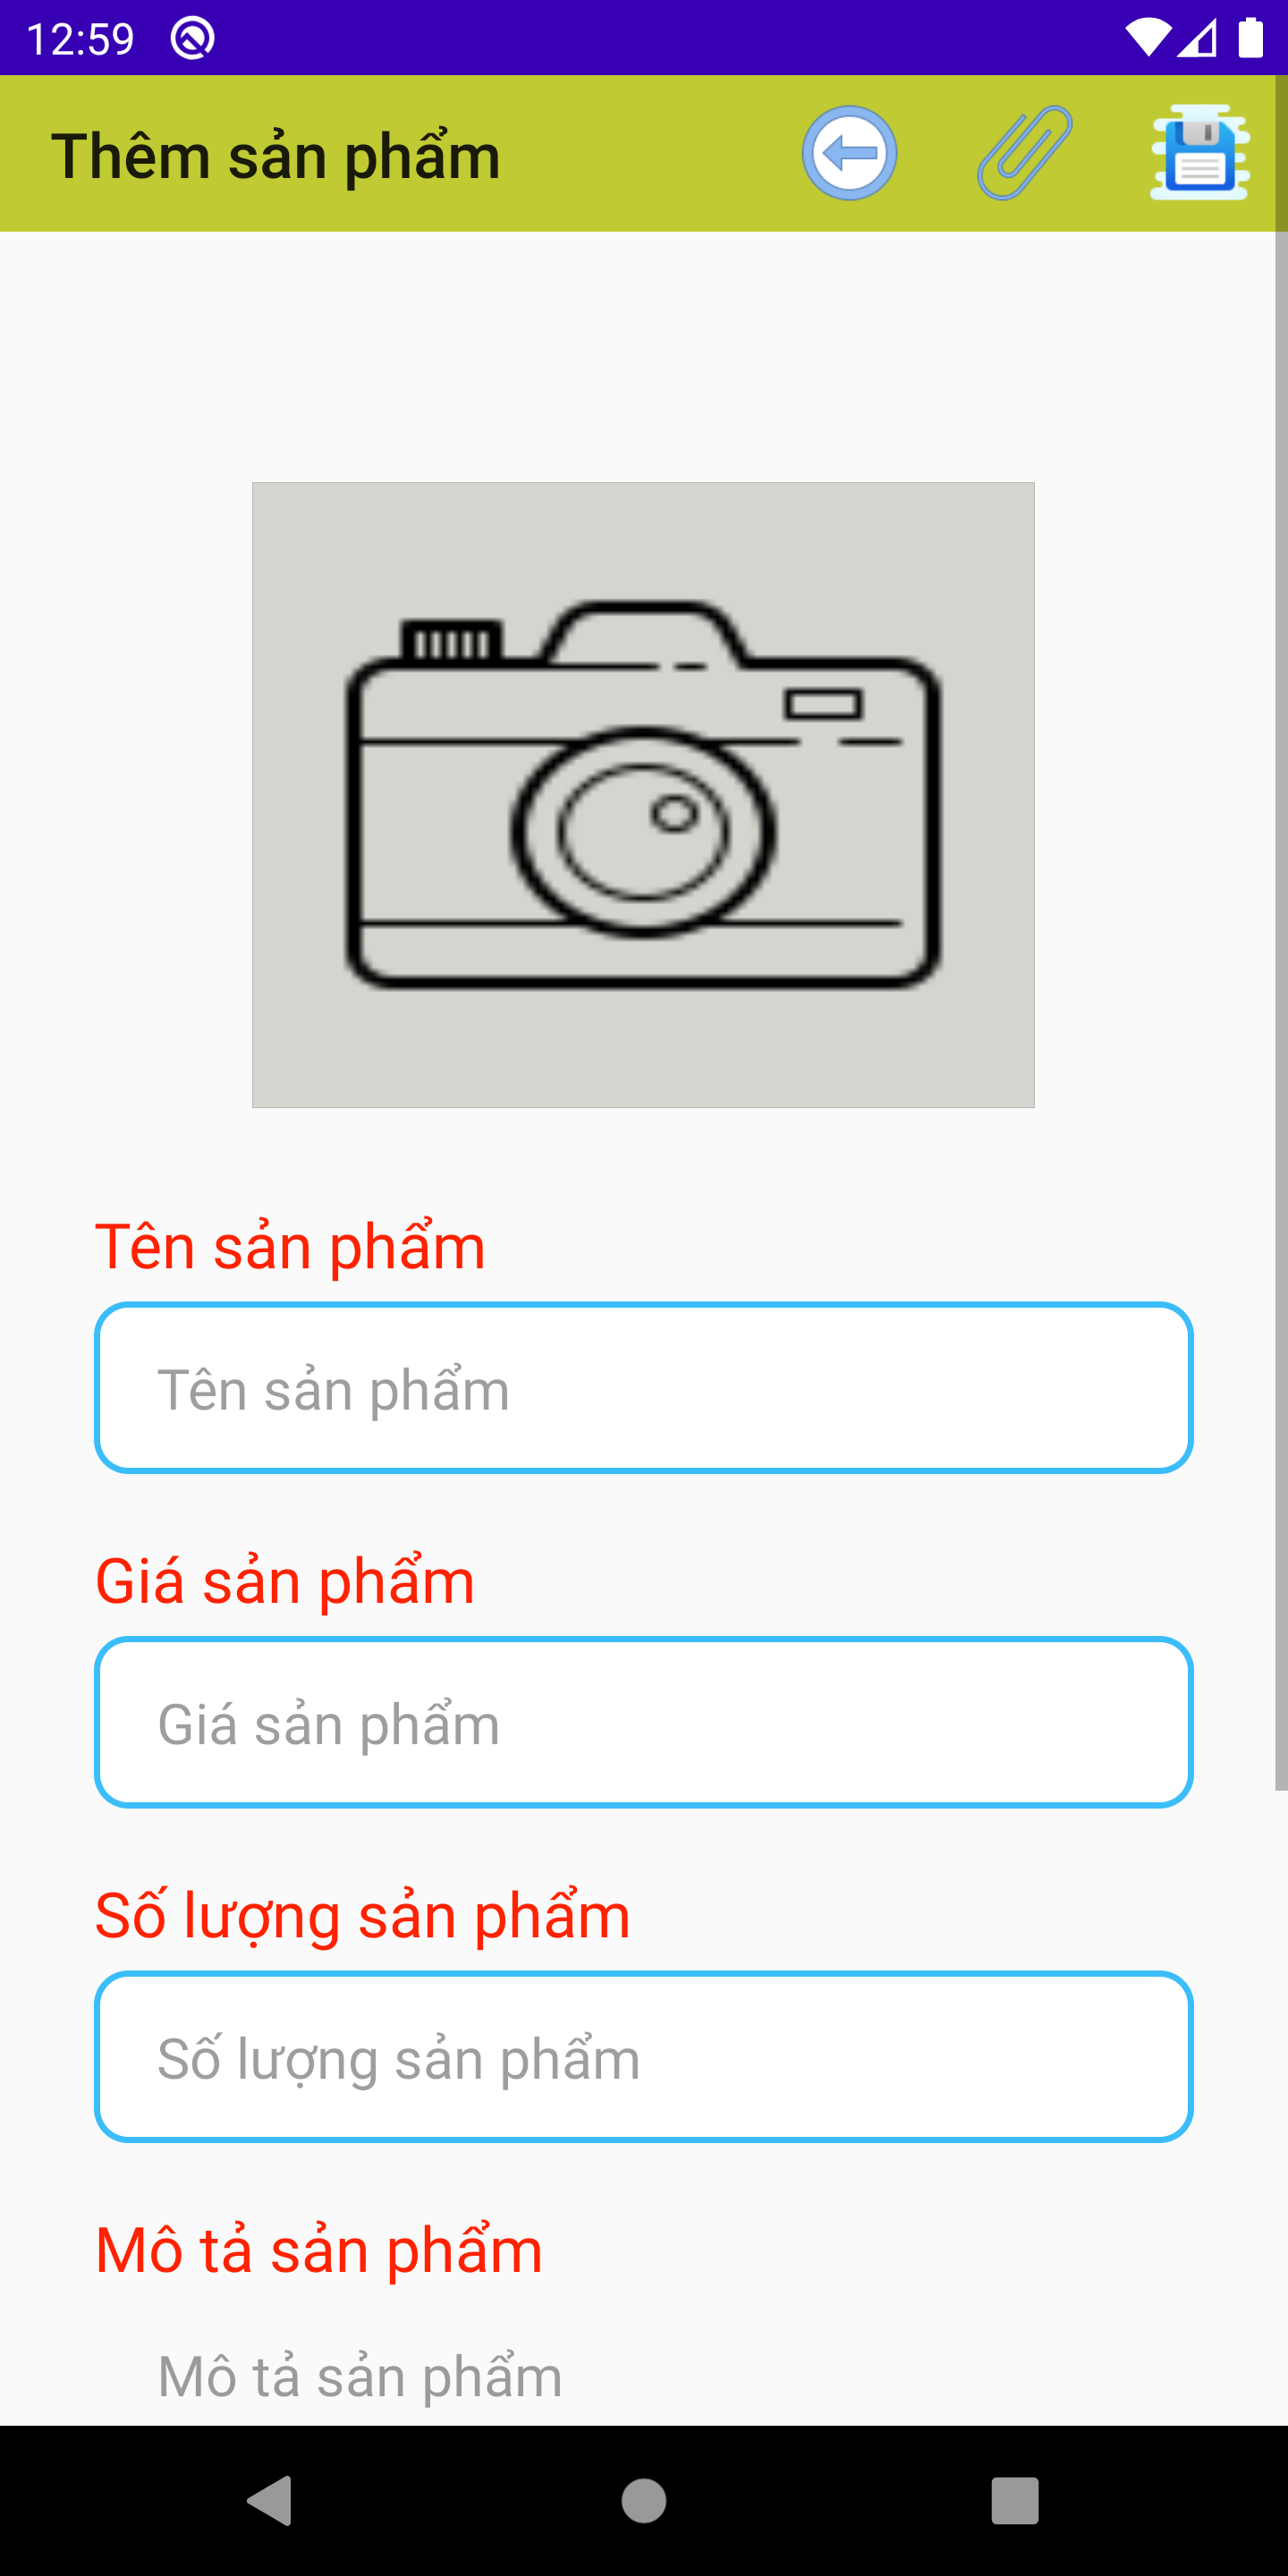 12:59
Thêm sản phẩm
Tên sản phẩm
Tên sản phẩm
Giá sản phẩm
Giá sản phẩm
Số lượng sản phẩm
Số lượng sản phẩm
Mô tả sản phẩm
Mô tả sản phẩm